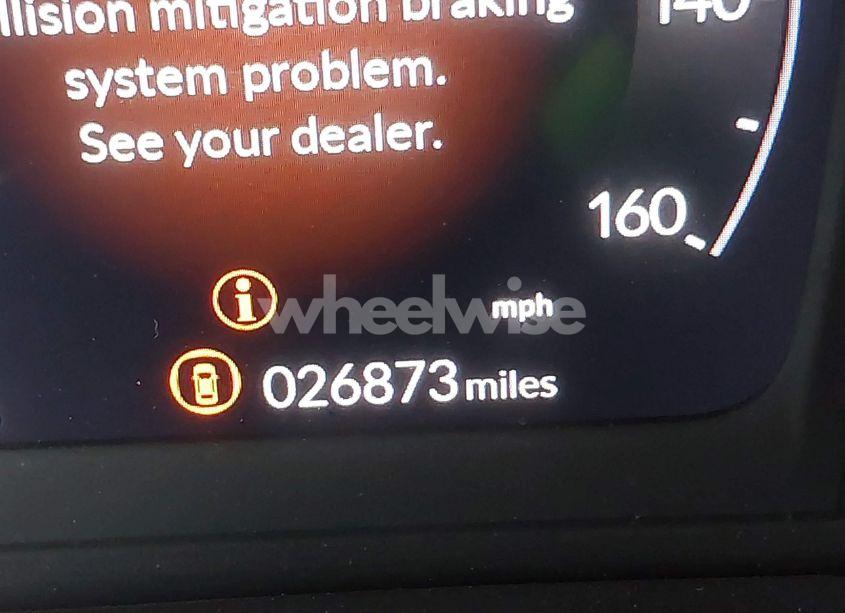 llision mitigation braking
system problem.
See your dealer.
140
160
mph
wheelwise
026873 miles